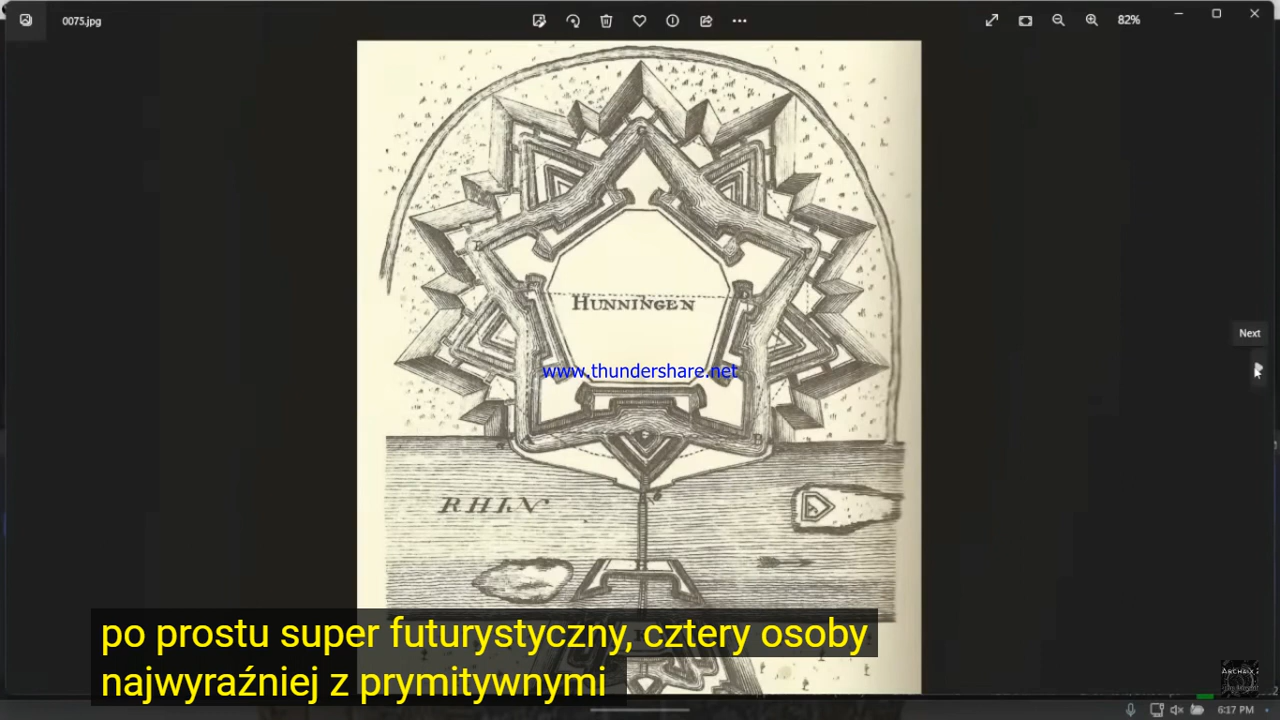 0075.jpg
82%
HUNNINGEN
Next
www.thundershare.net
RHIN
po prostu super futurystyczny, cztery osoby
najwyraźniej z prymitywnymi
6:17 PM